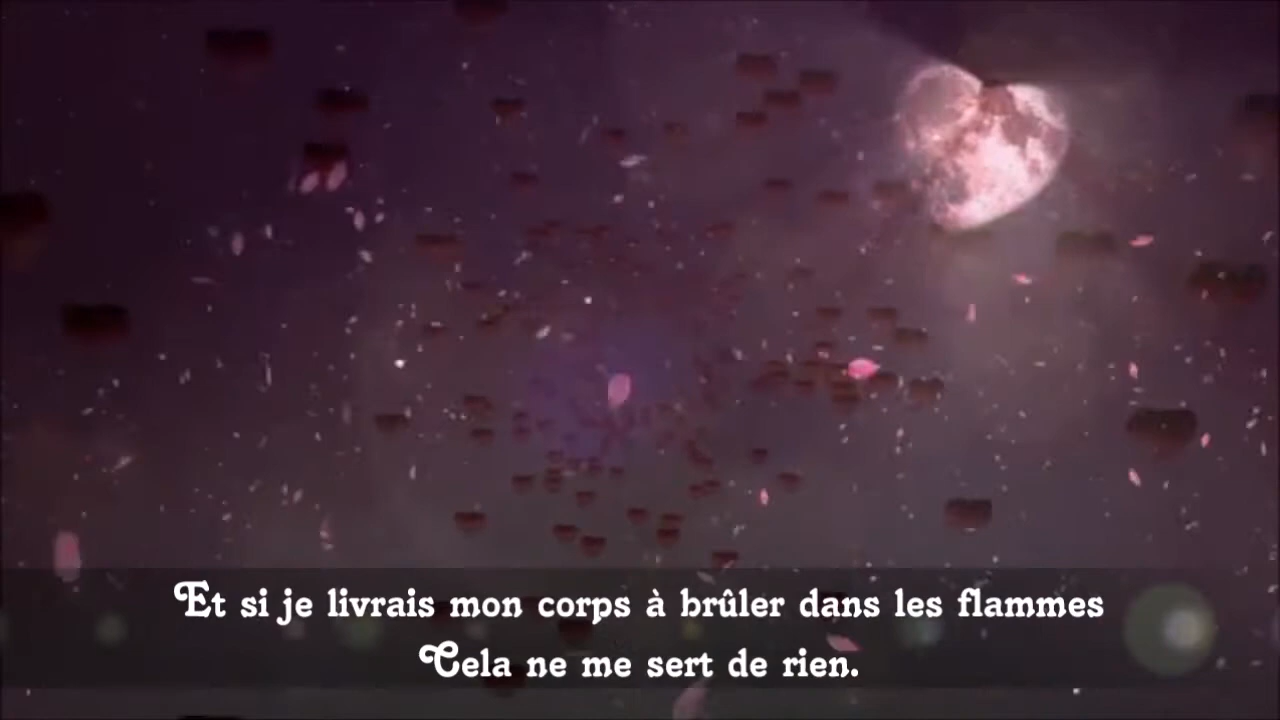 Et si je livrais mon corps à brûler dans les flammes
Cela ne me sert de rien.